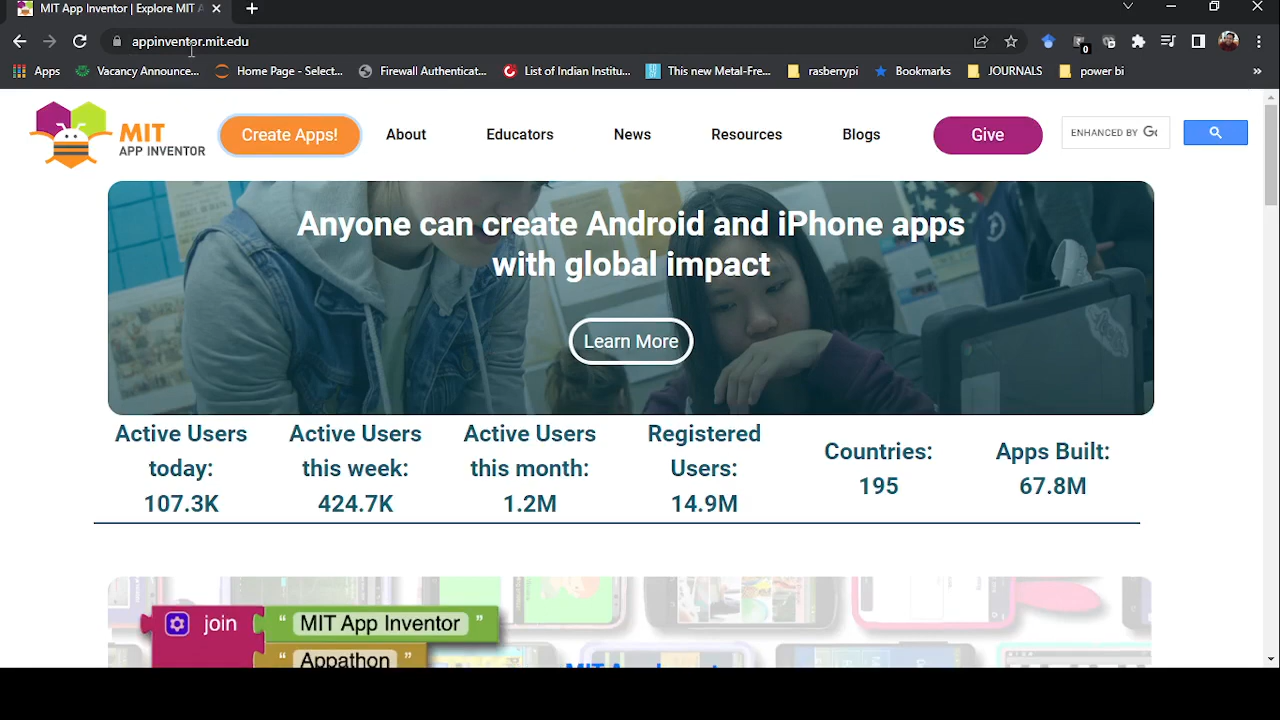 MIT App Inventor | Explore MIT A
appinventor.mit.edu
0
Apps
Vacancy Announce...
Home Page - Select...
Firewall Authenticat...
List of Indian Institu...
This new Metal-Fre...
rasberrypi
Bookmarks
JOURNALS
power bi
»
MIT
APP INVENTOR
Create Apps!
About
Educators
News
Resources
Blogs
Give
ENHANCED BY G
Anyone can create Android and iPhone apps
with global impact
Learn More
Active Users
today:
107.3K
Active Users
this week:
424.7K
Active Users
this month:
1.2M
Registered
Users:
14.9M
Countries:
195
Apps Built:
67.8M
join
“ MIT App Inventor ”
“ Appathon ”